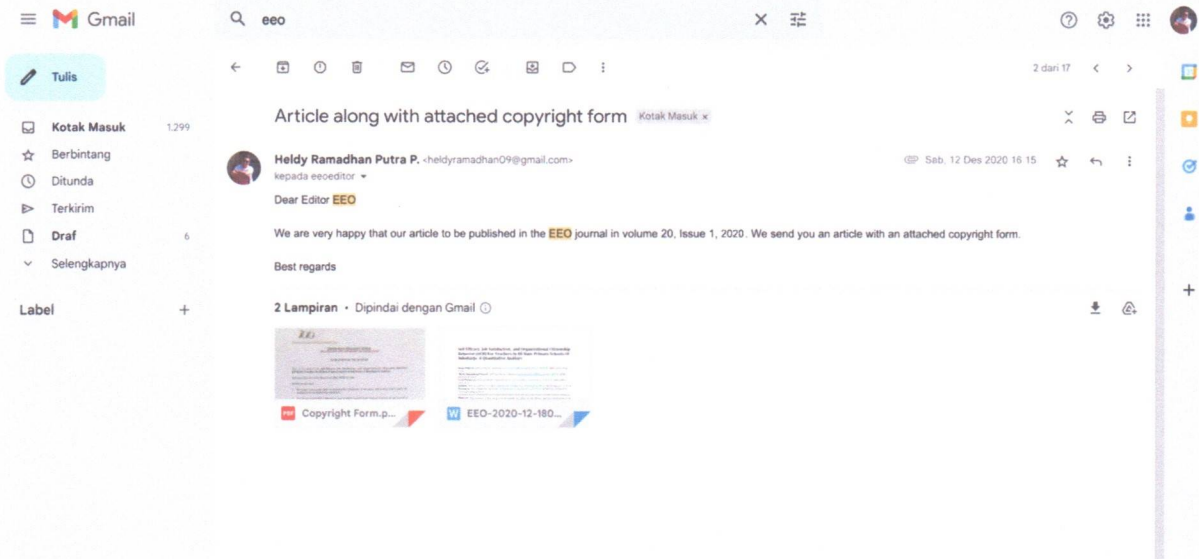 Gmail
eeo
Tulis
2 dari 17
Kotak Masuk 1.299
Berbintang
Ditunda
Terkirim
Draf 6
Selengkapnya
Label
Article along with attached copyright form Kotak Masuk x
Heldy Ramadhan Putra P. <heldyramadhan09@gmail.com>
Sab, 12 Des 2020 16 15
kepada eeoeditor
Dear Editor EEO
We are very happy that our article to be published in the EEO journal in volume 20, Issue 1, 2020. We send you an article with an attached copyright form.
Best regards
2 Lampiran • Dipindai dengan Gmail
PDF Copyright Form.p...
W EEO-2020-12-180...